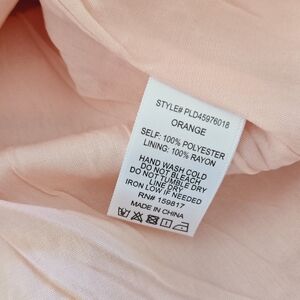 STYLE# PLD45976018
ORANGE
SELF: 100% POLYESTER
LINING: 100% RAYON
HAND WASH COLD
DO NOT BLEACH
DO NOT TUMBLE DRY
LINE DRY
IRON LOW IF NEEDED
RN# 159817
MADE IN CHINA